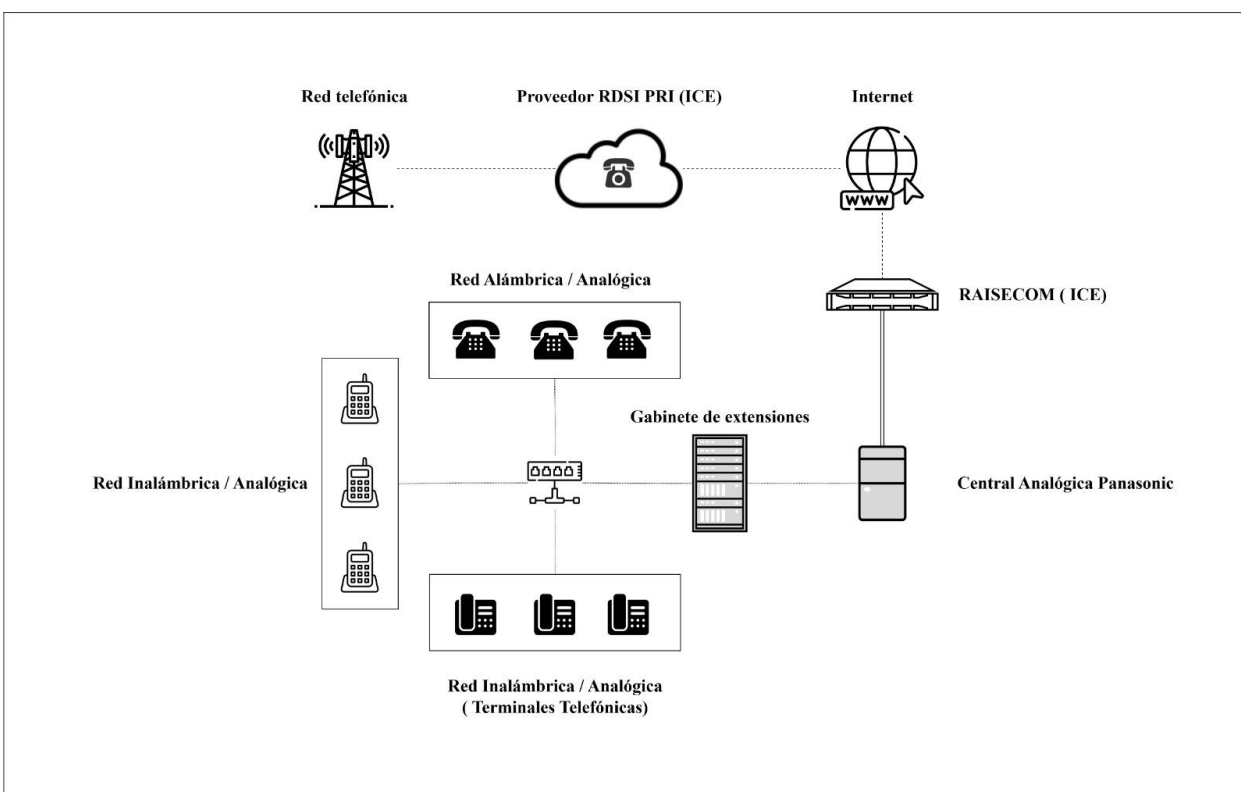 Red telefónica
Proveedor RDSI PRI (ICE)
Internet
WWW
Red Alámbrica / Analógica
RAISECOM ( ICE)
Gabinete de extensiones
Red Inalámbrica / Analógica
Central Analógica Panasonic
Red Inalámbrica / Analógica
( Terminales Telefónicas)